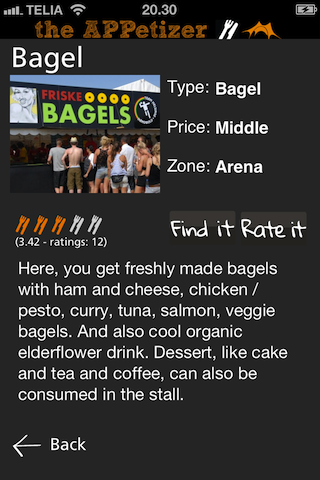 TELIA 20.30
the APPetizer
Bagel
FRISKE
BAGELS
Type: Bagel
Price: Middle
Zone: Arena
(3.42 - ratings: 12)
Find it Rate it
Here, you get freshly made bagels
with ham and cheese, chicken /
pesto, curry, tuna, salmon, veggie
bagels. And also cool organic
elderflower drink. Dessert, like cake
and tea and coffee, can also be
consumed in the stall.
Back